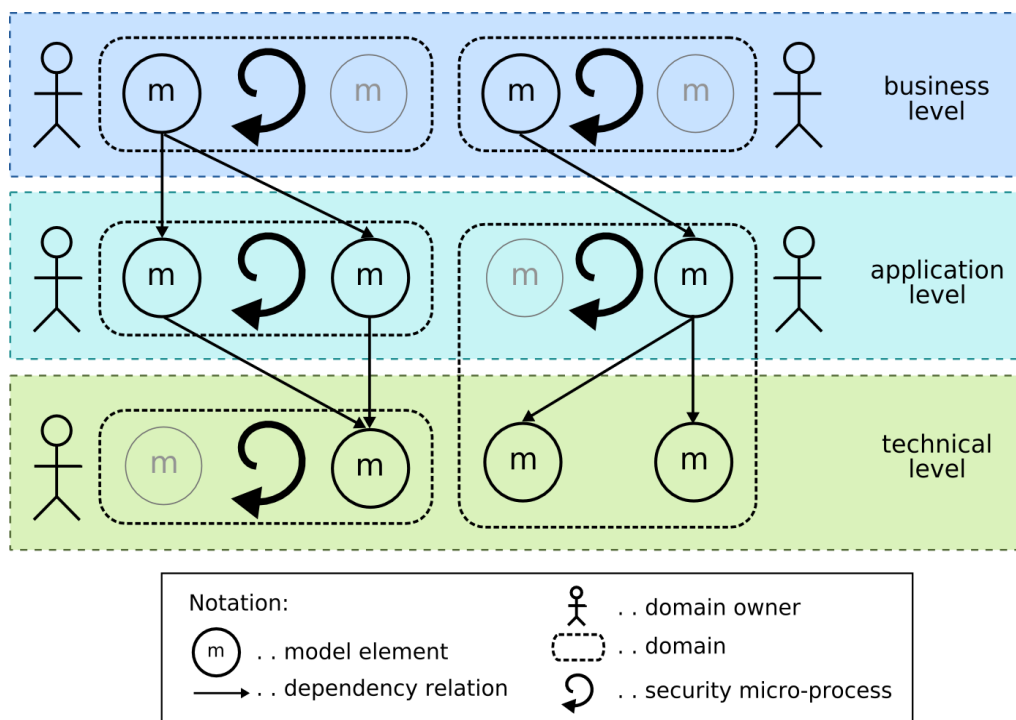 m m m m business
level
m m m m application
level
m m m m technical
level
Notation:
m . . model element
. . dependency relation
. . domain owner
. . domain
. . security micro-process